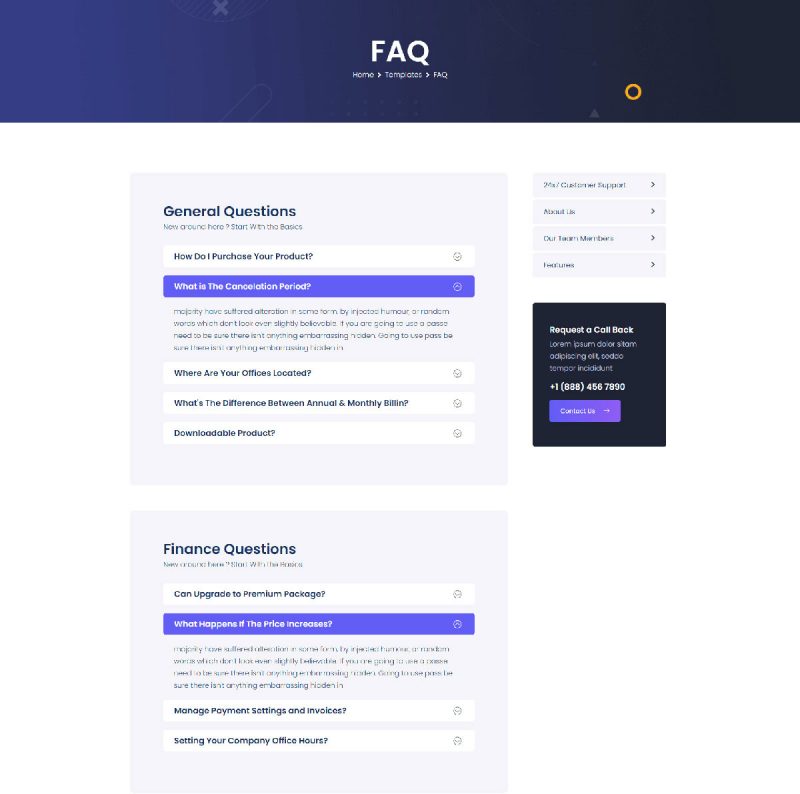 FAQ
Home > Templates > FAQ
General Questions
New around here ? Start With the Basics
How Do I Purchase Your Product?
What is The Cancelation Period?
majority have suffered alteration in some form, by injected humour, or random
words which don't look even slightly believable. If you are going to use a passe
need to be sure there isn't anything embarrassing hidden. Going to use pass be
sure there isn't anything embarrassing hidden in
Where Are Your Offices Located?
What's The Difference Between Annual & Monthly Billin?
Downloadable Product?
Finance Questions
New around here ? Start With the Basics
Can Upgrade to Premium Package?
What Happens If The Price Increases?
majority have suffered alteration in some form, by injected humour, or random
words which don't look even slightly believable. If you are going to use a passe
need to be sure there isn't anything embarrassing hidden. Going to use pass be
sure there isn't anything embarrassing hidden in
Manage Payment Settings and Invoices?
Setting Your Company Office Hours?
24x7 Customer Support
About Us
Our Team Members
Features
Request a Call Back
Lorem ipsum dolor sitam
adipiscing elit, seddo
tempor incididunt
+1 (888) 456 7890
Contact Us →